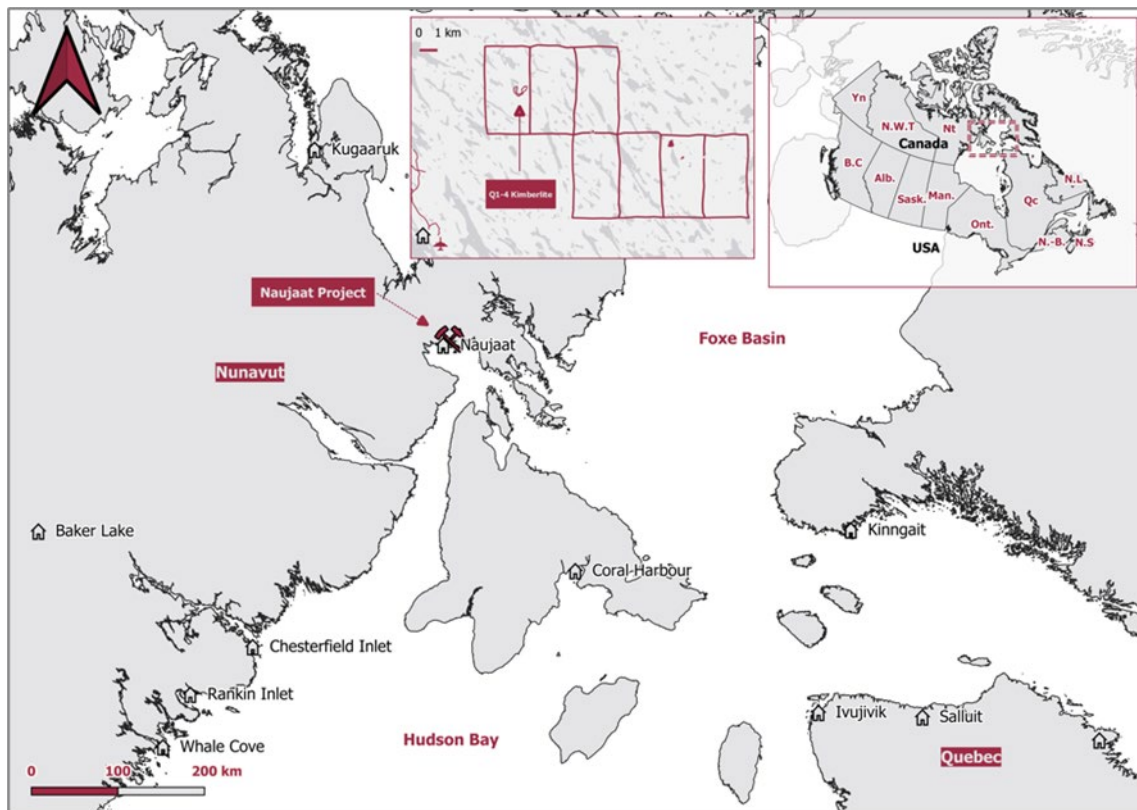 0 1 km
Q1-4 Kimberlite
Yn
N.W.T
Nt
Canada
B.C
Alb.
Sask.
Man.
Ont.
Qc
N.L
N.-B.
N.S
USA
Kugaaruk
Naujaat Project
Naujaat
Foxe Basin
Nunavut
Baker Lake
Kinngait
Coral Harbour
Chesterfield Inlet
Rankin Inlet
Ivujivik
Salluit
Whale Cove
Hudson Bay
Quebec
0 100 200 km